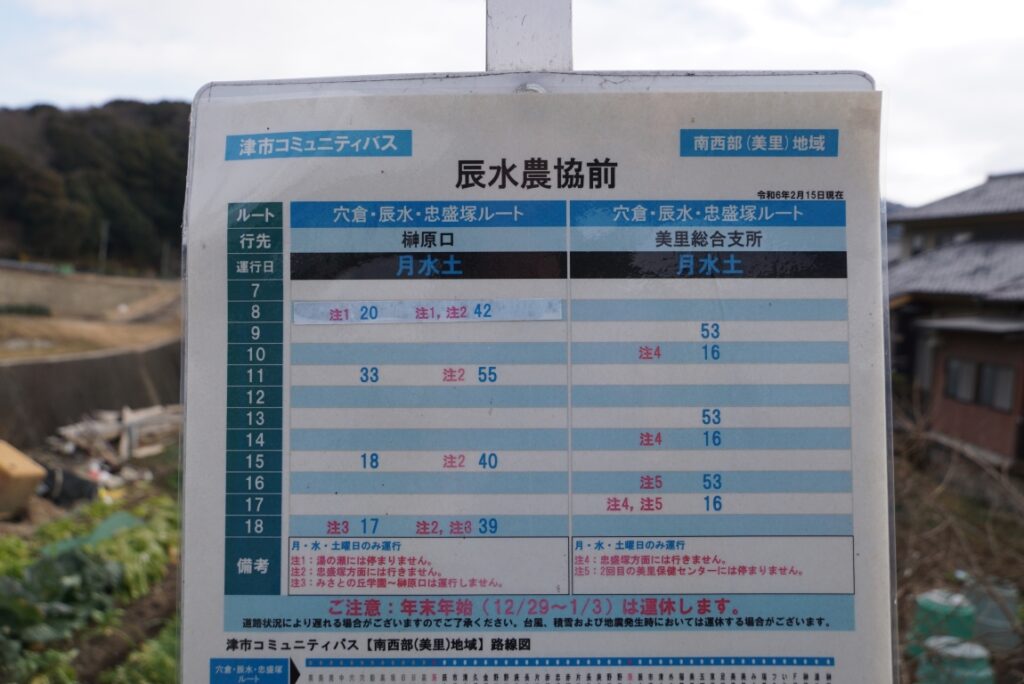 津市コミュニティバス
南西部(美里)地域
辰水農協前
令和6年2月15日現在
ルート 穴倉・辰水・忠盛塚ルート 穴倉・辰水・忠盛塚ルート
行先 榊原口 美里総合支所
運行日 月水土 月水土
7
8 注1 20 注1, 注2 42
9 53
10 注4 16
11 33 注2 55
12
13 53
14 注4 16
15 18 注2 40
16 注5 53
17 注4, 注5 16
18 注3 17 注2, 注3 39
備考
月・水・土曜日のみ運行
注1：湯の瀬には停まりません。
注2：忠盛塚方面には行きません。
注3：みさとの丘学園～榊原口は運行しません。
月・水・土曜日のみ運行
注4：忠盛塚方面には行きません。
注5：2回目の美里保健センターには停まりません。
ご注意：年末年始（12/29～1/3）は運休します。
道路状況により遅れる場合がございますのでご了承ください。台風、積雪および地震発生時においては運休する場合がございます。
津市コミュニティバス【南西部(美里)地域】路線図
穴倉・辰水・忠盛塚
ルート